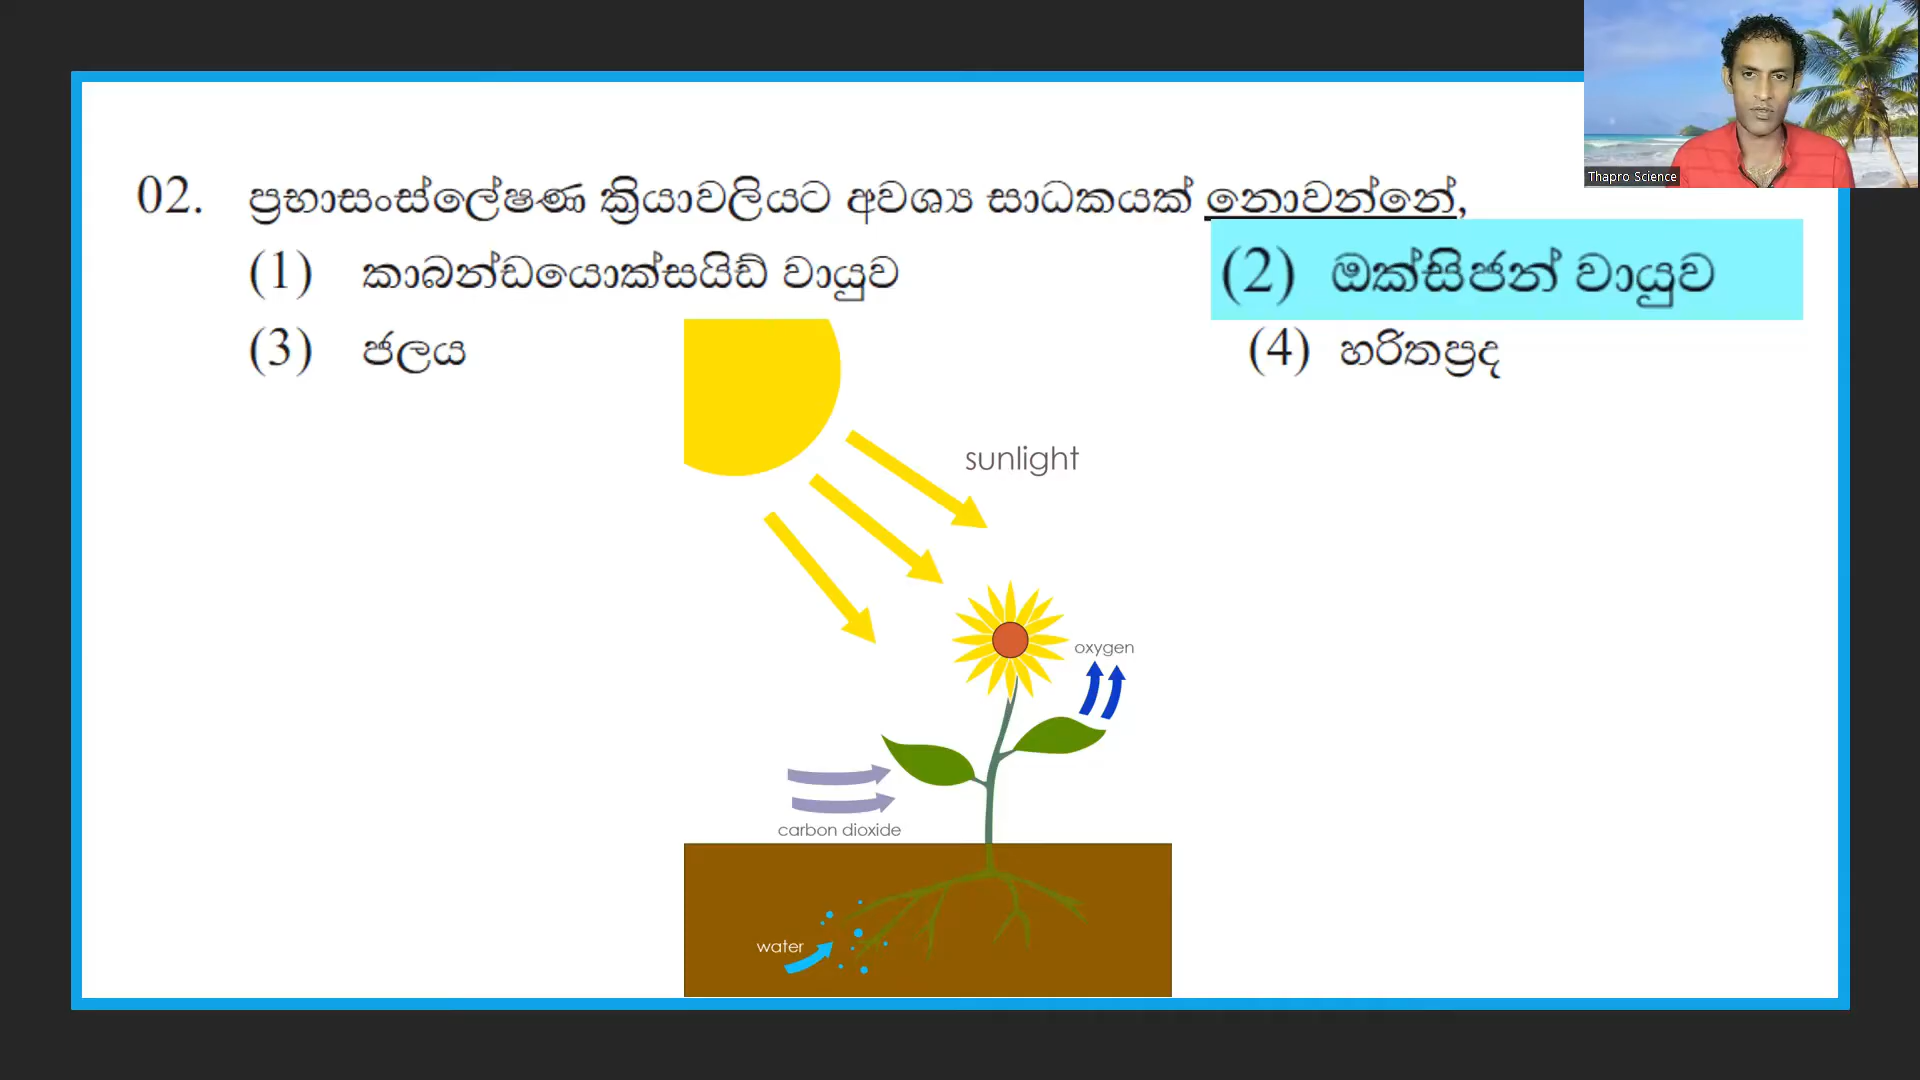 Thapro Science
02. ප්‍රභාසංස්ලේෂණ ක්‍රියාවලියට අවශ්‍ය සාධකයක් නොවන්නේ,
(1) කාබන්ඩයොක්සයිඩ් වායුව (2) ඔක්සිජන් වායුව
(3) ජලය (4) හරිතප්‍රද
sunlight
oxygen
carbon dioxide
water